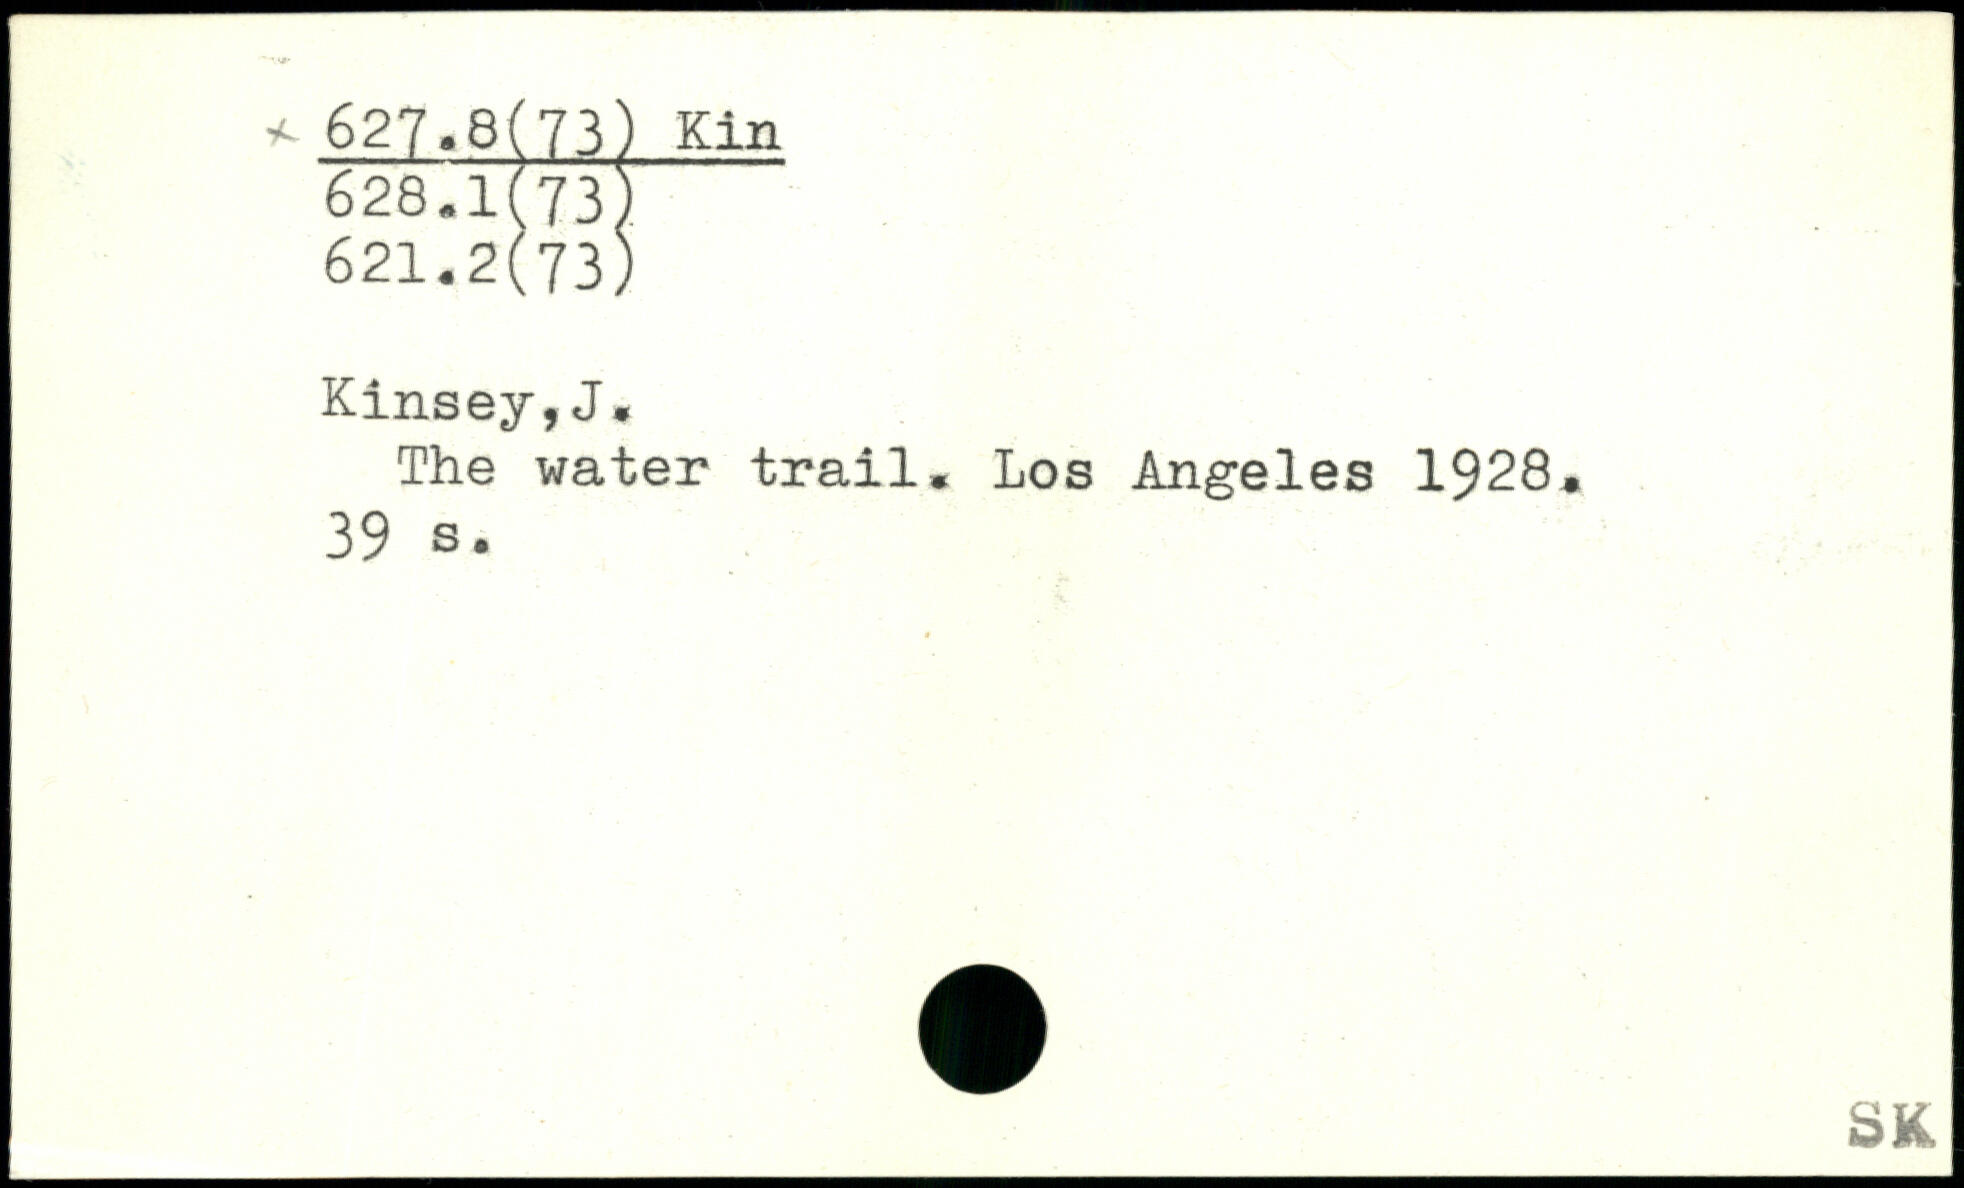 × 627.8(73) Kin
628.1(73)
621.2(73)
Kinsey,J.
The water trail. Los Angeles 1928.
39 s.
SK